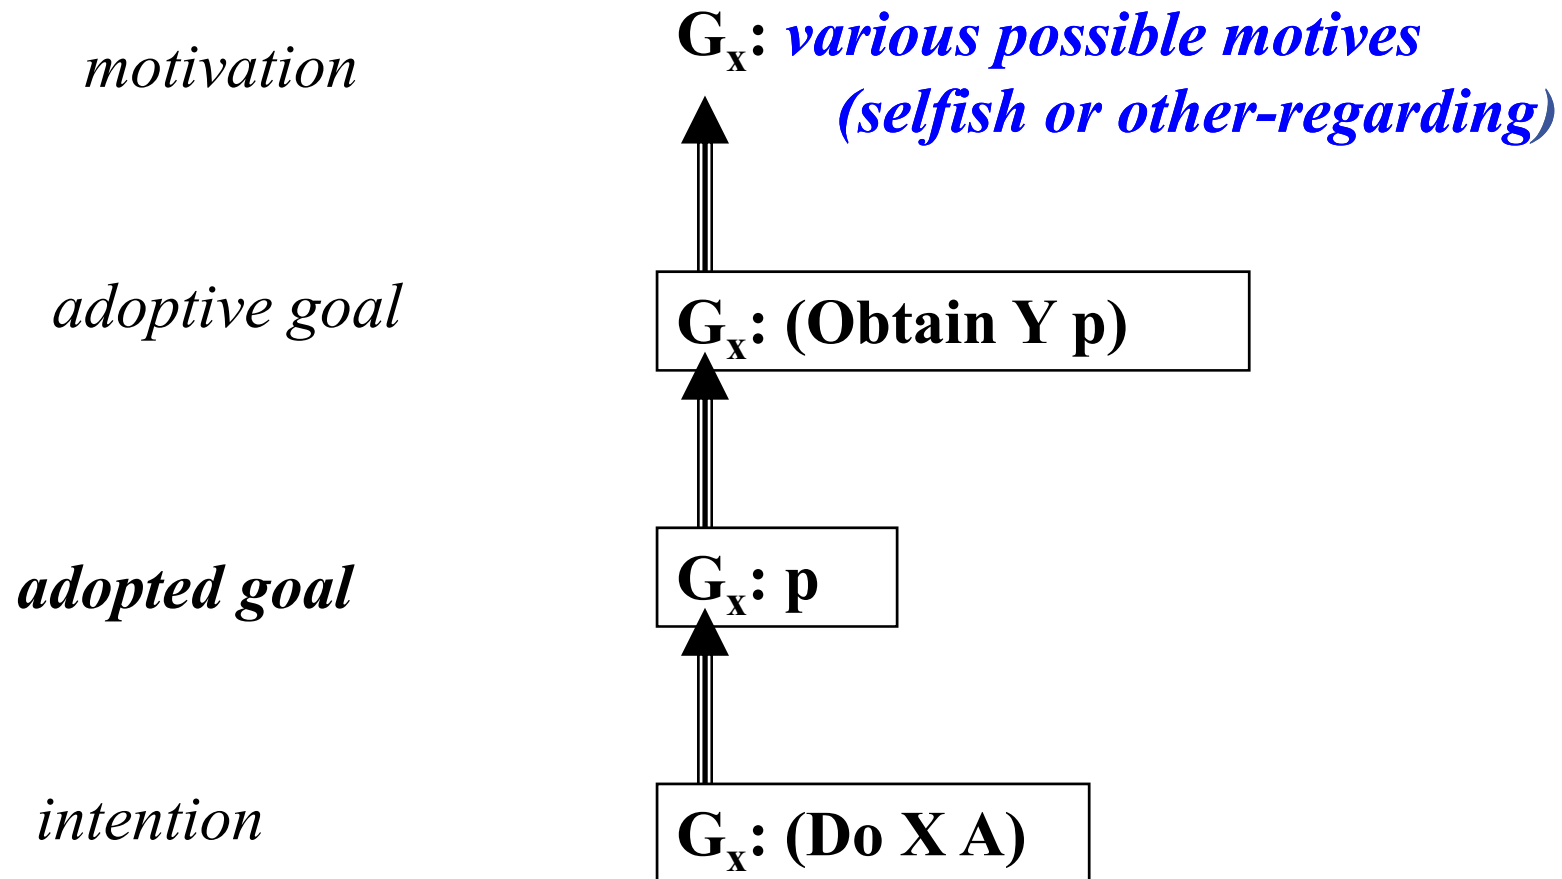 motivation
Gₓ: various possible motives
(selfish or other-regarding)
adoptive goal
Gₓ: (Obtain Y p)
adopted goal
Gₓ: p
intention
Gₓ: (Do X A)